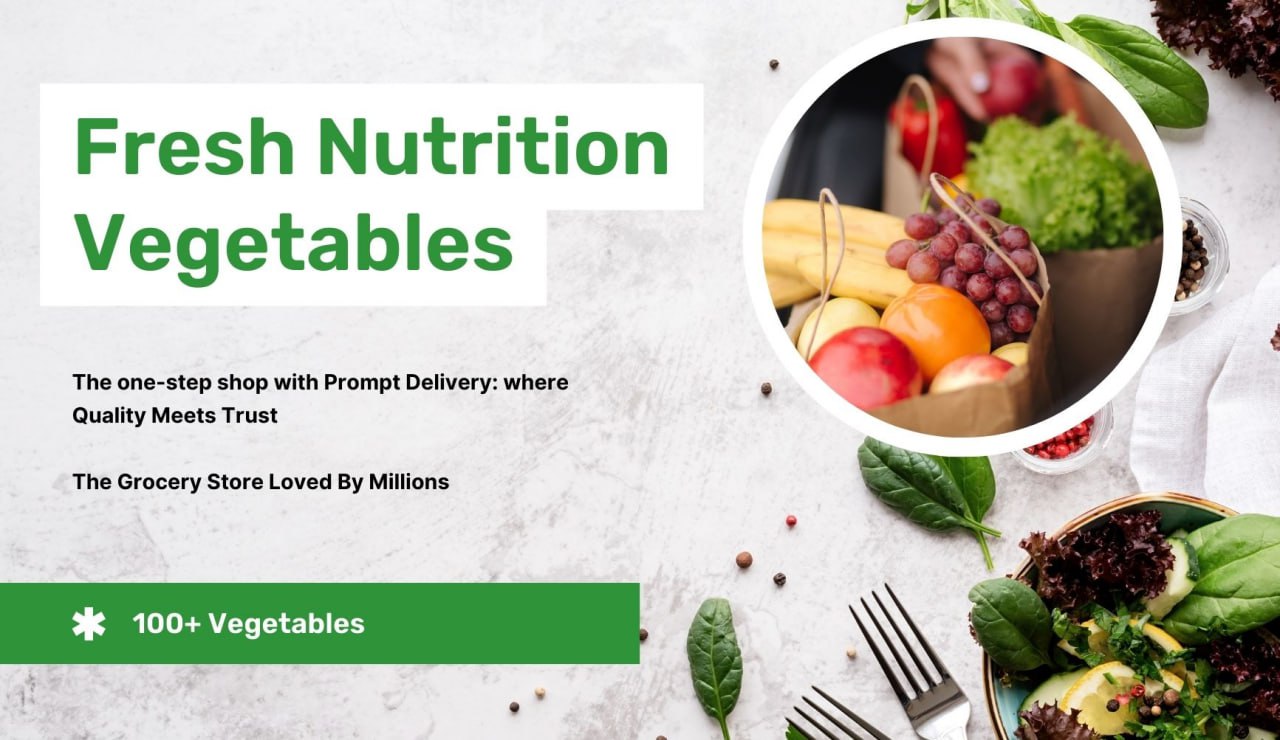 Fresh Nutrition
Vegetables
The one-step shop with Prompt Delivery: where
Quality Meets Trust
The Grocery Store Loved By Millions
100+ Vegetables